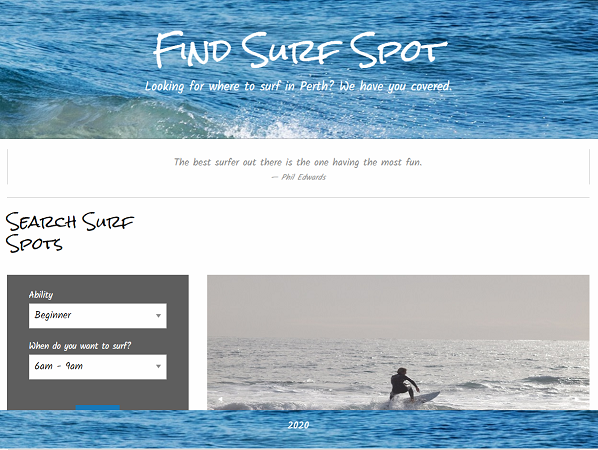 Find Surf Spot
Looking for where to surf in Perth? We have you covered.
The best surfer out there is the one having the most fun.
— Phil Edwards
Search Surf
Spots
Ability
Beginner
When do you want to surf?
6am - 9am
2020